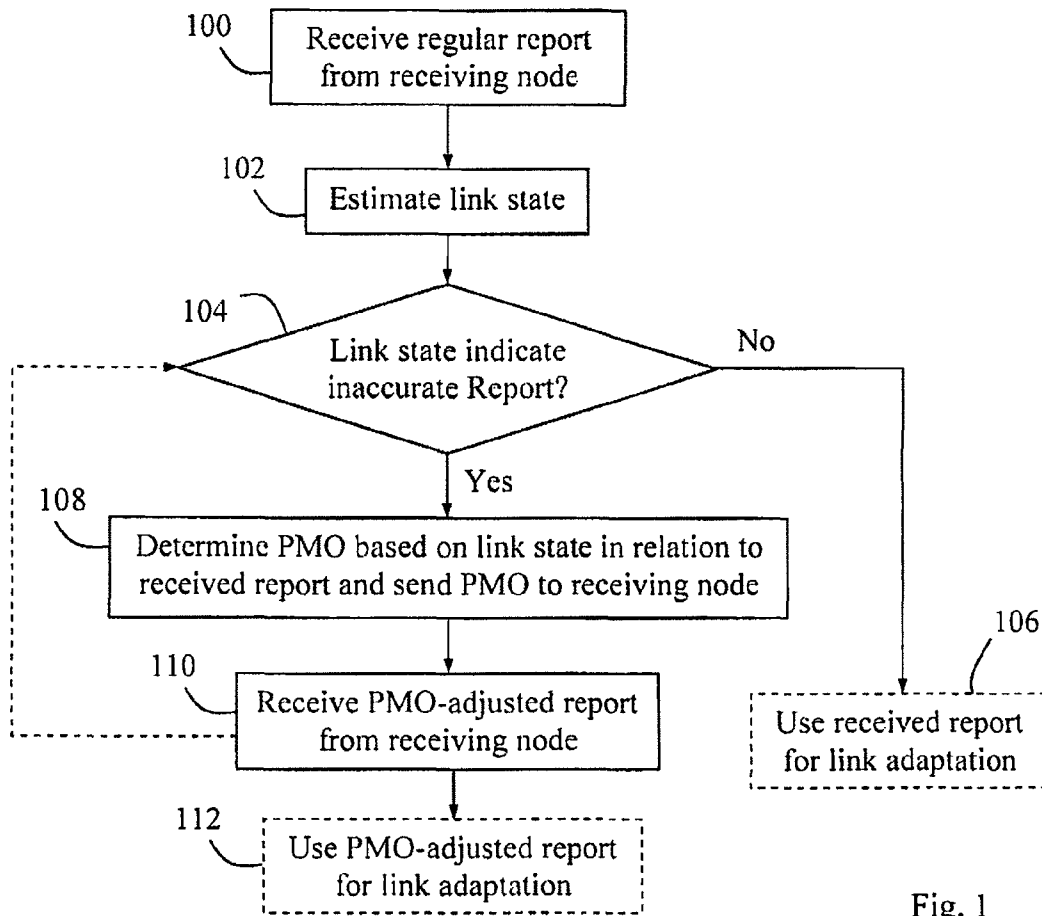 100
Receive regular report
from receiving node
102
Estimate link state
104
Link state indicate
inaccurate Report?
No
Yes
108
Determine PMO based on link state in relation to
received report and send PMO to receiving node
106
110
Receive PMO-adjusted report
from receiving node
Use received report
for link adaptation
112
Use PMO-adjusted report
for link adaptation
Fig. 1